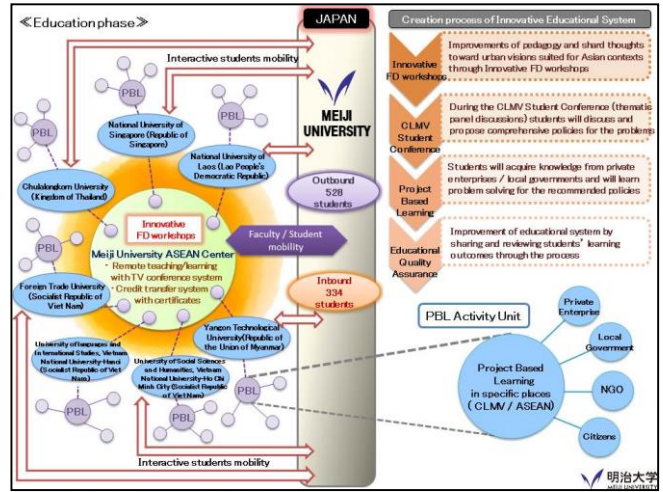 ≪Education phase≫
JAPAN
Interactive students mobility
MEIJI
UNIVERSITY
PBL
PBL
PBL
National University of
Singapore (Republic of
Singapore)
National University of
Laos (Lao People's
Democratic Republic)
Chulalongkorn University
(Kingdom of Thailand)
Outbound
528
students
Innovative
FD workshops
Meiji University ASEAN Center
・Remote teaching/learning
with TV conference system
・Credit transfer system
with certificates
Faculty / Student
mobility
PBL
Foreign Trade University
(Socialist Republic of
Viet Nam)
Inbound
334
students
University of languages and
International Studies, Vietnam
National University-Hanoi
(Socialist Republic of Viet
Nam)
University of Social Sciences
and Humanities, Vietnam
National University-Ho Chi
Minh City (Socialist Republic
of Viet Nam)
Yangon Technological
University(Republic of
the Union of Myanmar)
PBL
PBL
PBL
Interactive students mobility
Creation process of Innovative Educational System
Innovative
FD workshops
Improvements of pedagogy and shard thoughts
toward urban visions suited for Asian contexts
through Innovative FD workshops
CLMV
Student
Conference
During the CLMV Student Conference (thematic
panel discussions) students will discuss and
propose comprehensive policies for the problems
Project
Based
Learning
Students will acquire knowledge from private
enterprises / local governments and will learn
problem solving for the recommended policies
Educational
Quality
Assurance
Improvement of educational system by
sharing and reviewing students' learning
outcomes through the process
PBL Activity Unit
Private
Enterprise
Local
Government
Project Based
Learning
in specific places
( CLMV / ASEAN )
NGO
Citizens
明治大学
MEIJI UNIVERSITY